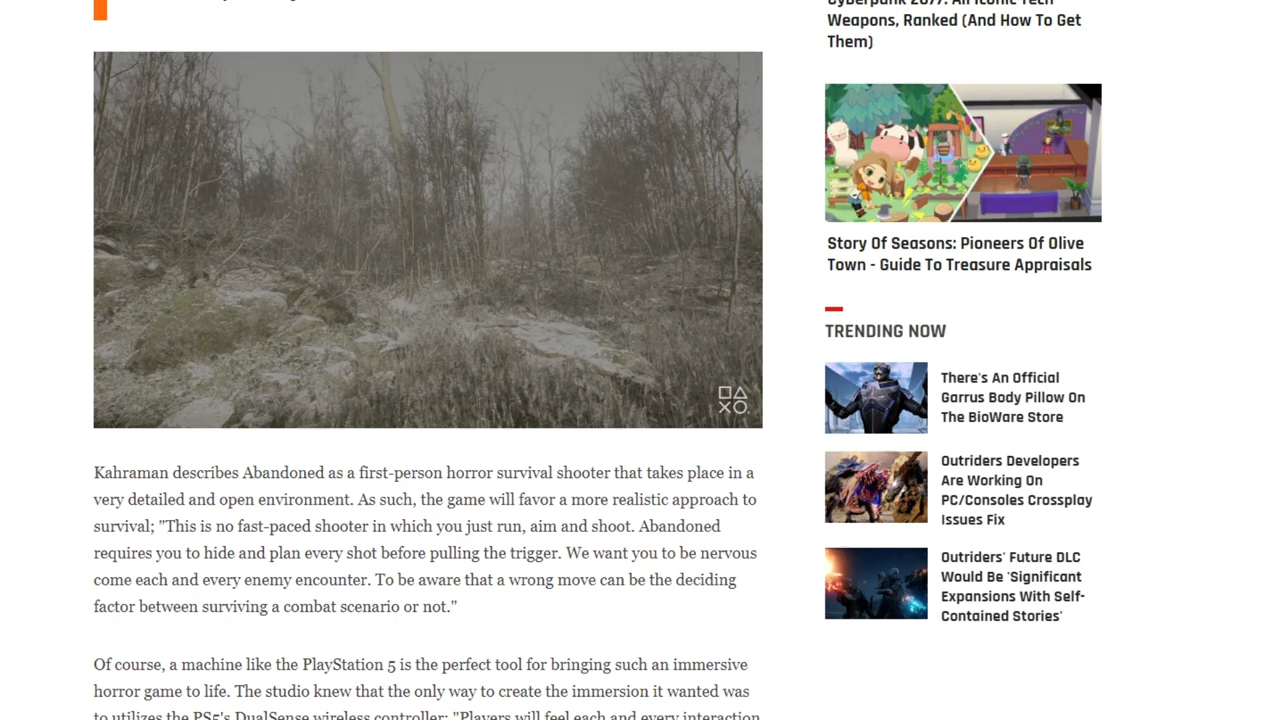 Kahraman describes Abandoned as a first-person horror survival shooter that takes place in a
very detailed and open environment. As such, the game will favor a more realistic approach to
survival; "This is no fast-paced shooter in which you just run, aim and shoot. Abandoned
requires you to hide and plan every shot before pulling the trigger. We want you to be nervous
come each and every enemy encounter. To be aware that a wrong move can be the deciding
factor between surviving a combat scenario or not."
Of course, a machine like the PlayStation 5 is the perfect tool for bringing such an immersive
horror game to life. The studio knew that the only way to create the immersion it wanted was
to utilizes the PS5's DualSense wireless controller; "Players will feel each and every interaction
Cyberpunk 2077: All Iconic Tech
Weapons, Ranked (And How To Get
Them)
Story Of Seasons: Pioneers Of Olive
Town - Guide To Treasure Appraisals
TRENDING NOW
There's An Official
Garrus Body Pillow On
The BioWare Store
Outriders Developers
Are Working On
PC/Consoles Crossplay
Issues Fix
Outriders' Future DLC
Would Be 'Significant
Expansions With Self-
Contained Stories'